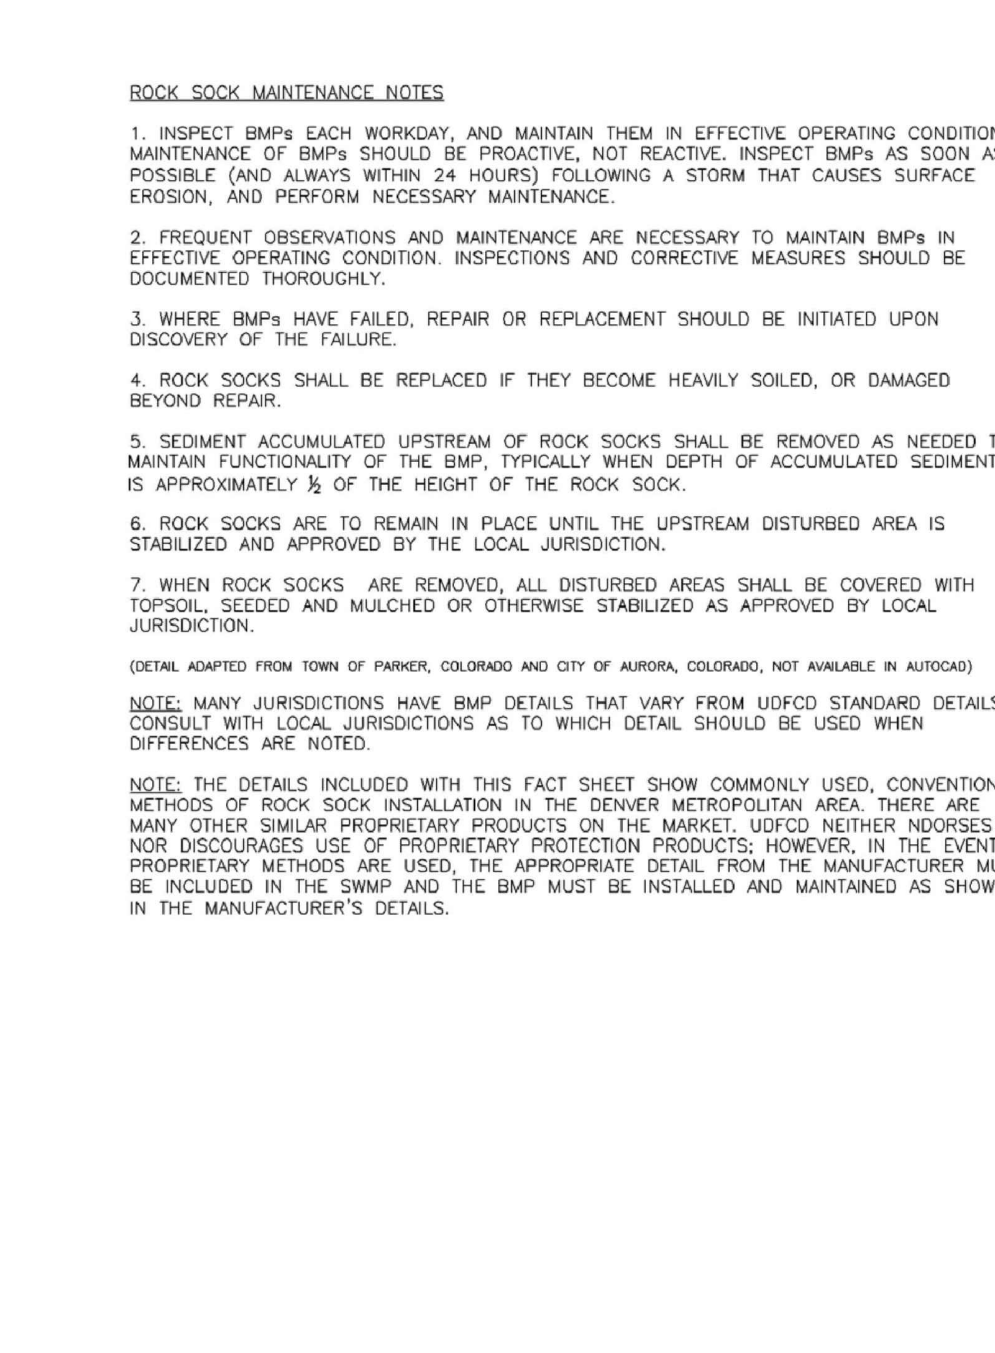 ROCK SOCK MAINTENANCE NOTES
1. INSPECT BMPs EACH WORKDAY, AND MAINTAIN THEM IN EFFECTIVE OPERATING
MAINTENANCE OF BMPs SHOULD BE PROACTIVE, NOT REACTIVE. INSPECT BMPs AS SOON
POSSIBLE (AND ALWAYS WITHIN 24 HOURS) FOLLOWING A STORM THAT CAUSES SURFACE
EROSION, AND PERFORM NECESSARY MAINTENANCE.
2. FREQUENT OBSERVATIONS AND MAINTENANCE ARE NECESSARY TO MAINTAIN BMPs IN
EFFECTIVE OPERATING CONDITION. INSPECTIONS AND CORRECTIVE MEASURES SHOULD BE
DOCUMENTED THOROUGHLY.
3. WHERE BMPs HAVE FAILED, REPAIR OR REPLACEMENT SHOULD BE INITIATED UPON
DISCOVERY OF THE FAILURE.
4. ROCK SOCKS SHALL BE REPLACED IF THEY BECOME HEAVILY SOILED, OR DAMAGED
BEYOND REPAIR.
5. SEDIMENT ACCUMULATED UPSTREAM OF ROCK SOCKS SHALL BE REMOVED AS NEEDED
MAINTAIN FUNCTIONALITY OF THE BMP, TYPICALLY WHEN DEPTH OF ACCUMULATED SEDIMENT
IS APPROXIMATELY ½ OF THE HEIGHT OF THE ROCK SOCK.
6. ROCK SOCKS ARE TO REMAIN IN PLACE UNTIL THE UPSTREAM DISTURBED AREA IS
STABILIZED AND APPROVED BY THE LOCAL JURISDICTION.
7. WHEN ROCK SOCKS ARE REMOVED, ALL DISTURBED AREAS SHALL BE COVERED WITH
TOPSOIL, SEEDED AND MULCHED OR OTHERWISE STABILIZED AS APPROVED BY LOCAL
JURISDICTION.
(DETAIL ADAPTED FROM TOWN OF PARKER, COLORADO AND CITY OF AURORA, COLORADO, NOT AVAILABLE IN AUTOCAD)
NOTE: MANY JURISDICTIONS HAVE BMP DETAILS THAT VARY FROM UDFCD STANDARD DETAILS
CONSULT WITH LOCAL JURISDICTIONS AS TO WHICH DETAIL SHOULD BE USED WHEN
DIFFERENCES ARE NOTED.
NOTE: THE DETAILS INCLUDED WITH THIS FACT SHEET SHOW COMMONLY USED,
METHODS OF ROCK SOCK INSTALLATION IN THE DENVER METROPOLITAN AREA. THERE ARE
MANY OTHER SIMILAR PROPRIETARY PRODUCTS ON THE MARKET. UDFCD NEITHER NDORSES
NOR DISCOURAGES USE OF PROPRIETARY PROTECTION PRODUCTS; HOWEVER, IN THE EVENT
PROPRIETARY METHODS ARE USED, THE APPROPRIATE DETAIL FROM THE MANUFACTURER
BE INCLUDED IN THE SWMP AND THE BMP MUST BE INSTALLED AND MAINTAINED AS
IN THE MANUFACTURER'S DETAILS.